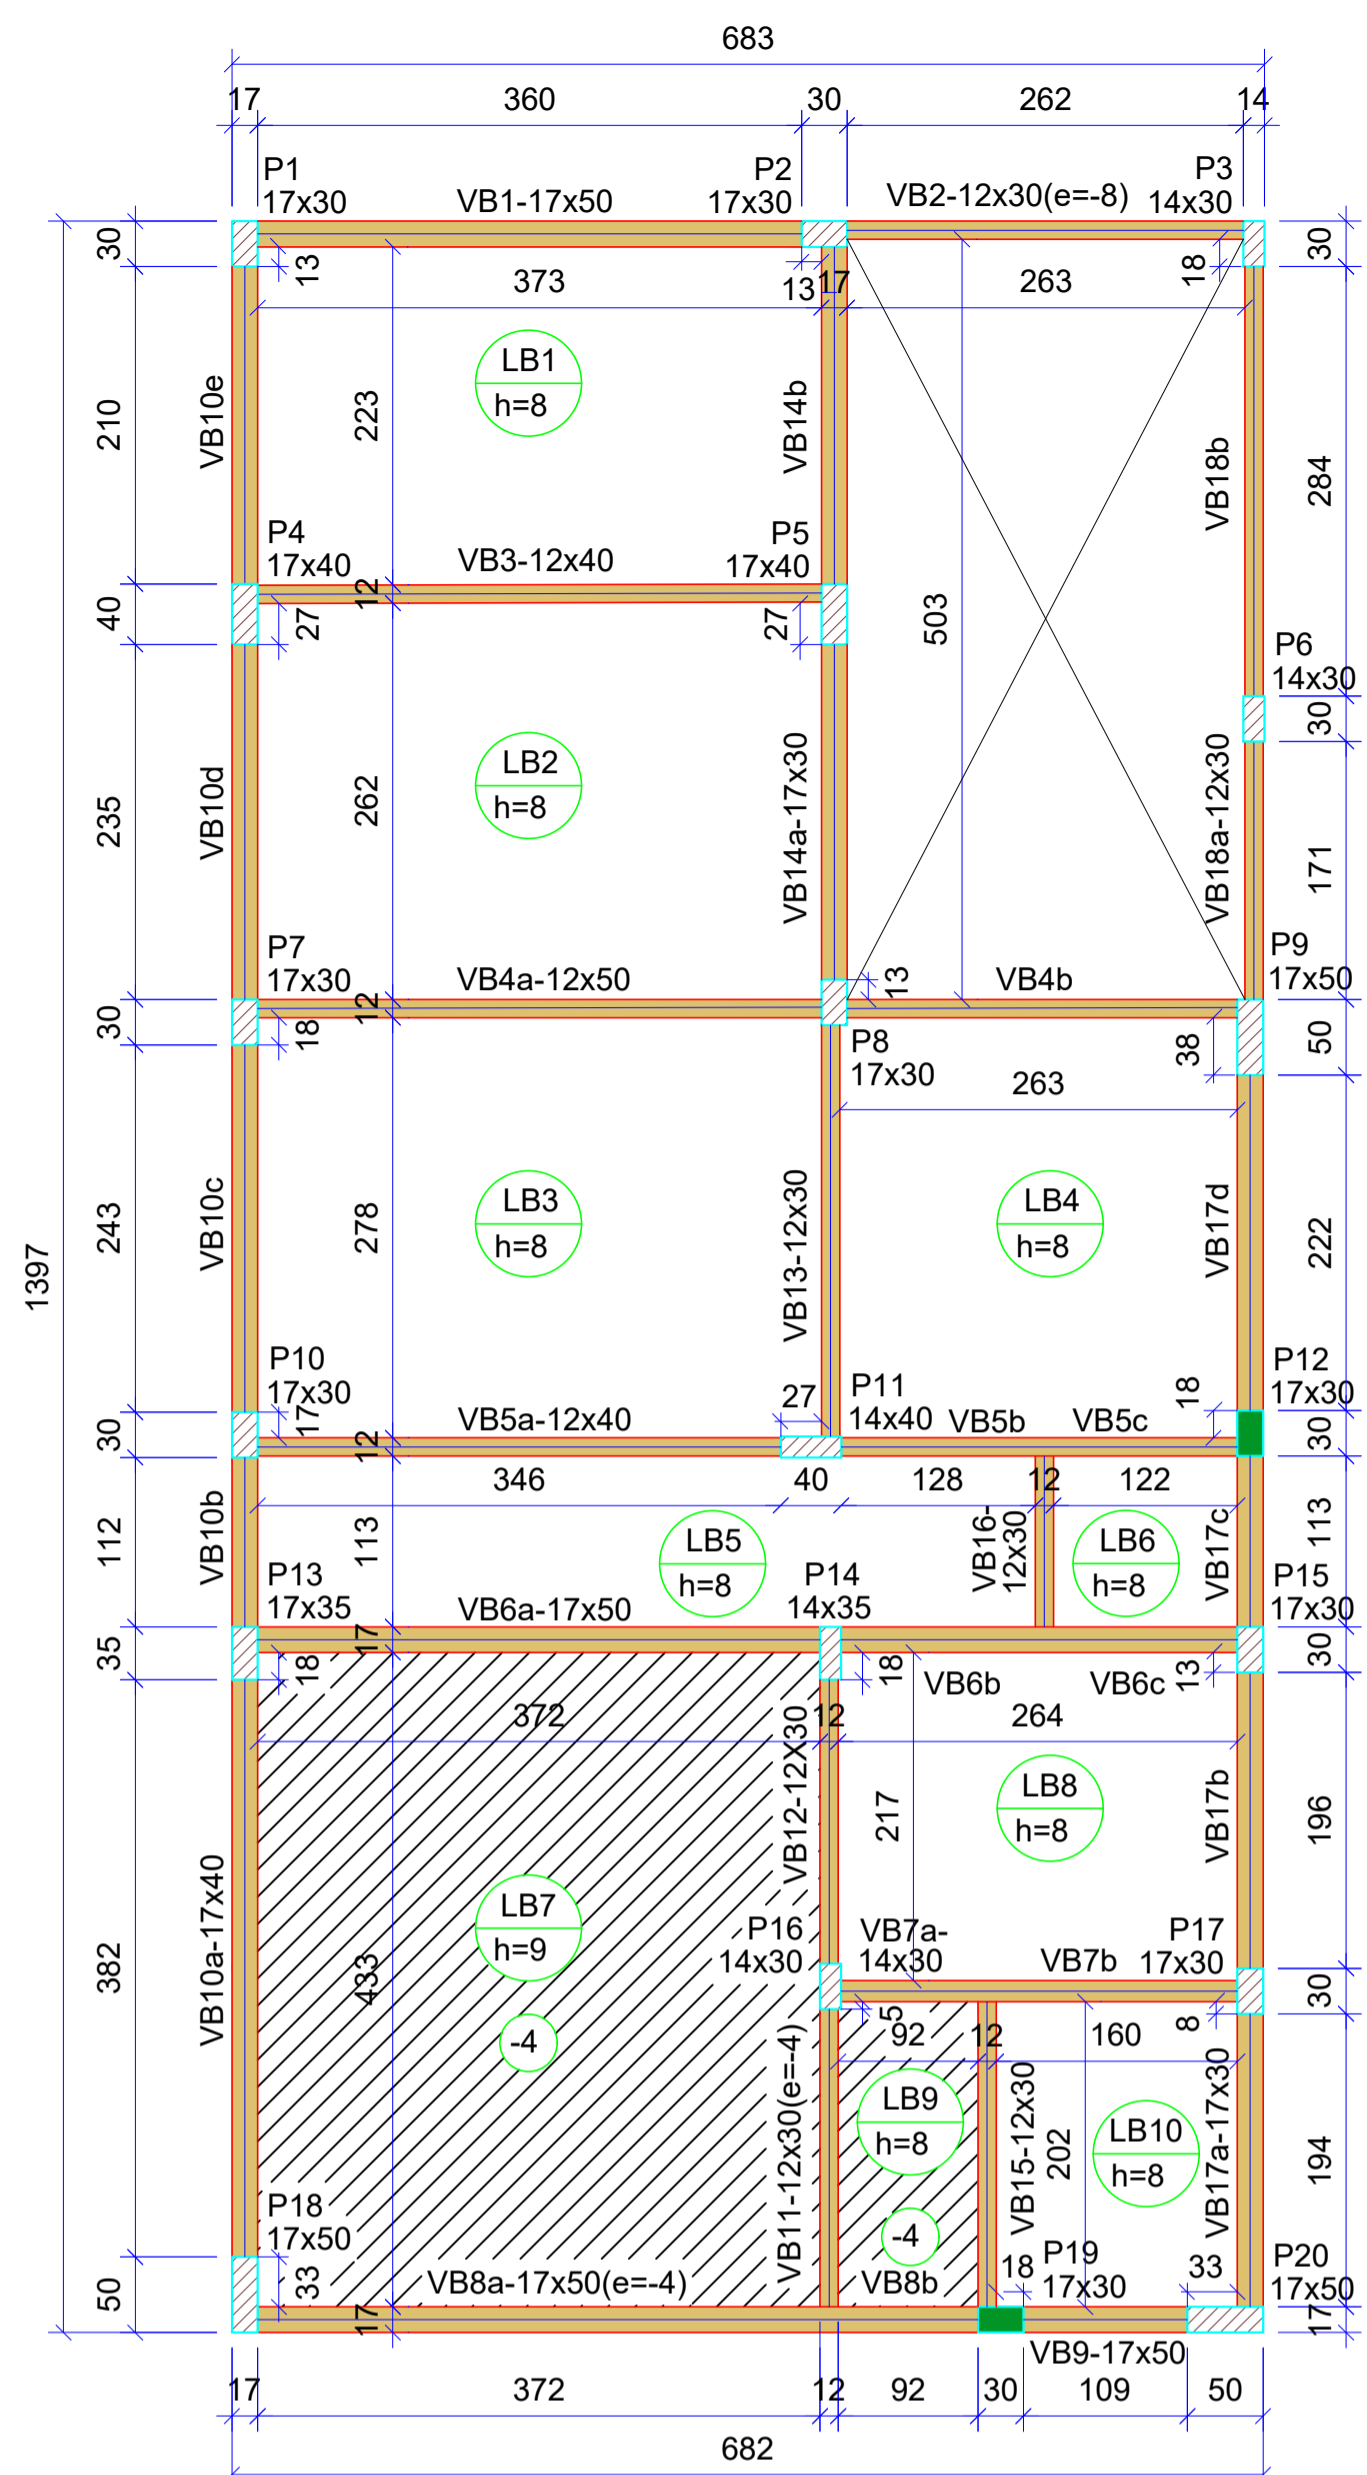 683
17 360 30 262 14
P1
17x30
VB1-17x50
P2
17x30
VB2-12x30(e=-8)
P3
14x30
30
13
373
13
17
263
18
30
LB1
h=8
210
VB10e
223
VB14b
VB18b
284
P4
17x40
VB3-12x40
P5
17x40
12
40
27
27
503
P6
14x30
30
LB2
h=8
235
VB10d
262
VB14a-17x30
VB18a-12x30
171
P7
17x30
VB4a-12x50
13
VB4b
P9
17x50
12
30
18
P8
17x30
38
50
263
LB3
h=8
LB4
h=8
243
VB10c
278
VB13-12x30
VB17d
222
1397
P10
17x30
17
VB5a-12x40
27
P11
14x40
VB5b
VB5c
18
P12
17x30
30
12
30
346 40 128 12 122
112
VB10b
113
LB5
h=8
VB16-
12x30
LB6
h=8
VB17c
113
P13
17x35
VB6a-17x50
P14
14x35
P15
17x30
35
17
18
18
VB6b
VB6c
13
30
372 12 264
VB12-12X30
217
LB8
h=8
VB17b
196
382
VB10a-17x40
433
LB7
h=9
-4
P16
14x30
VB7a-
14x30
VB7b
P17
17x30
30
5
92 12 160
8
VB11-12x30(e=-4)
LB9
h=8
-4
VB15-12x30
202
LB10
h=8
VB17a-17x30
194
P18
17x50
50
33
VB8a-17x50(e=-4)
VB8b
18
P19
17x30
33
P20
17x50
17
17
VB9-17x50
17 372 12 92 30 109 50
682